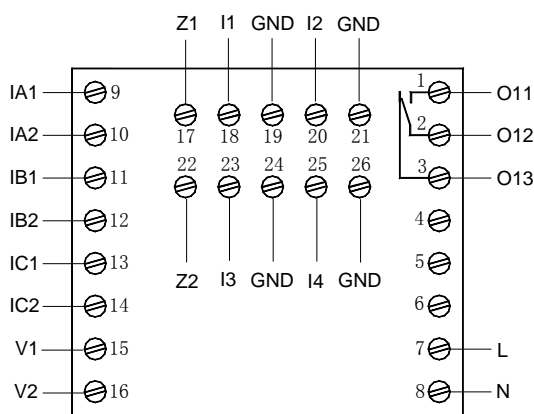 Z1 I1 GND I2 GND
IA1 9 1 O11
17 18 19 20 21
IA2 10 2 O12
22 23 24 25 26
IB1 11 3 O13
IB2 12 4
IC1 13 5
Z2 I3 GND I4 GND
IC2 14 6
V1 15 7 L
V2 16 8 N